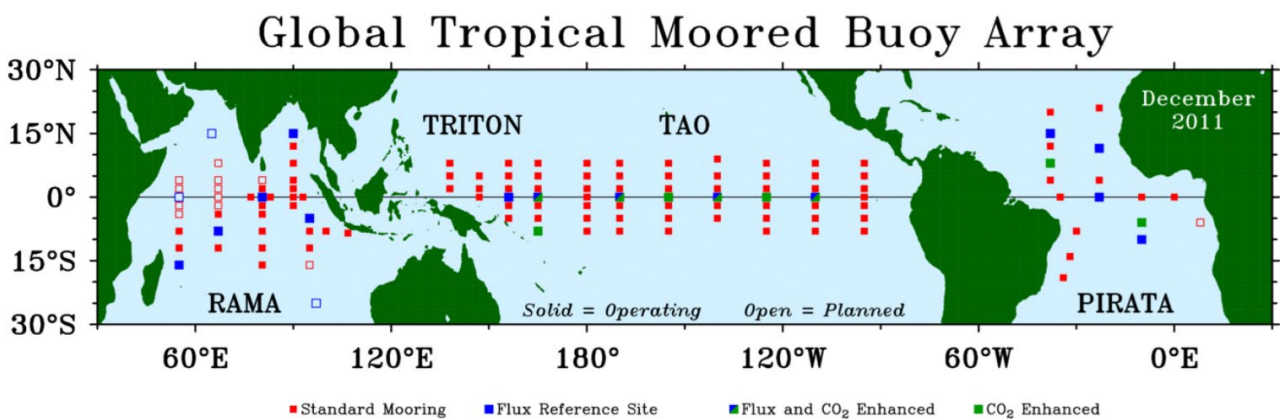 Global Tropical Moored Buoy Array
30°N
15°N
0°
15°S
30°S
TRITON
TAO
December
2011
RAMA
Solid = Operating
Open = Planned
PIRATA
60°E
120°E
180°
120°W
60°W
0°E
Standard Mooring
Flux Reference Site
Flux and CO₂ Enhanced
CO₂ Enhanced